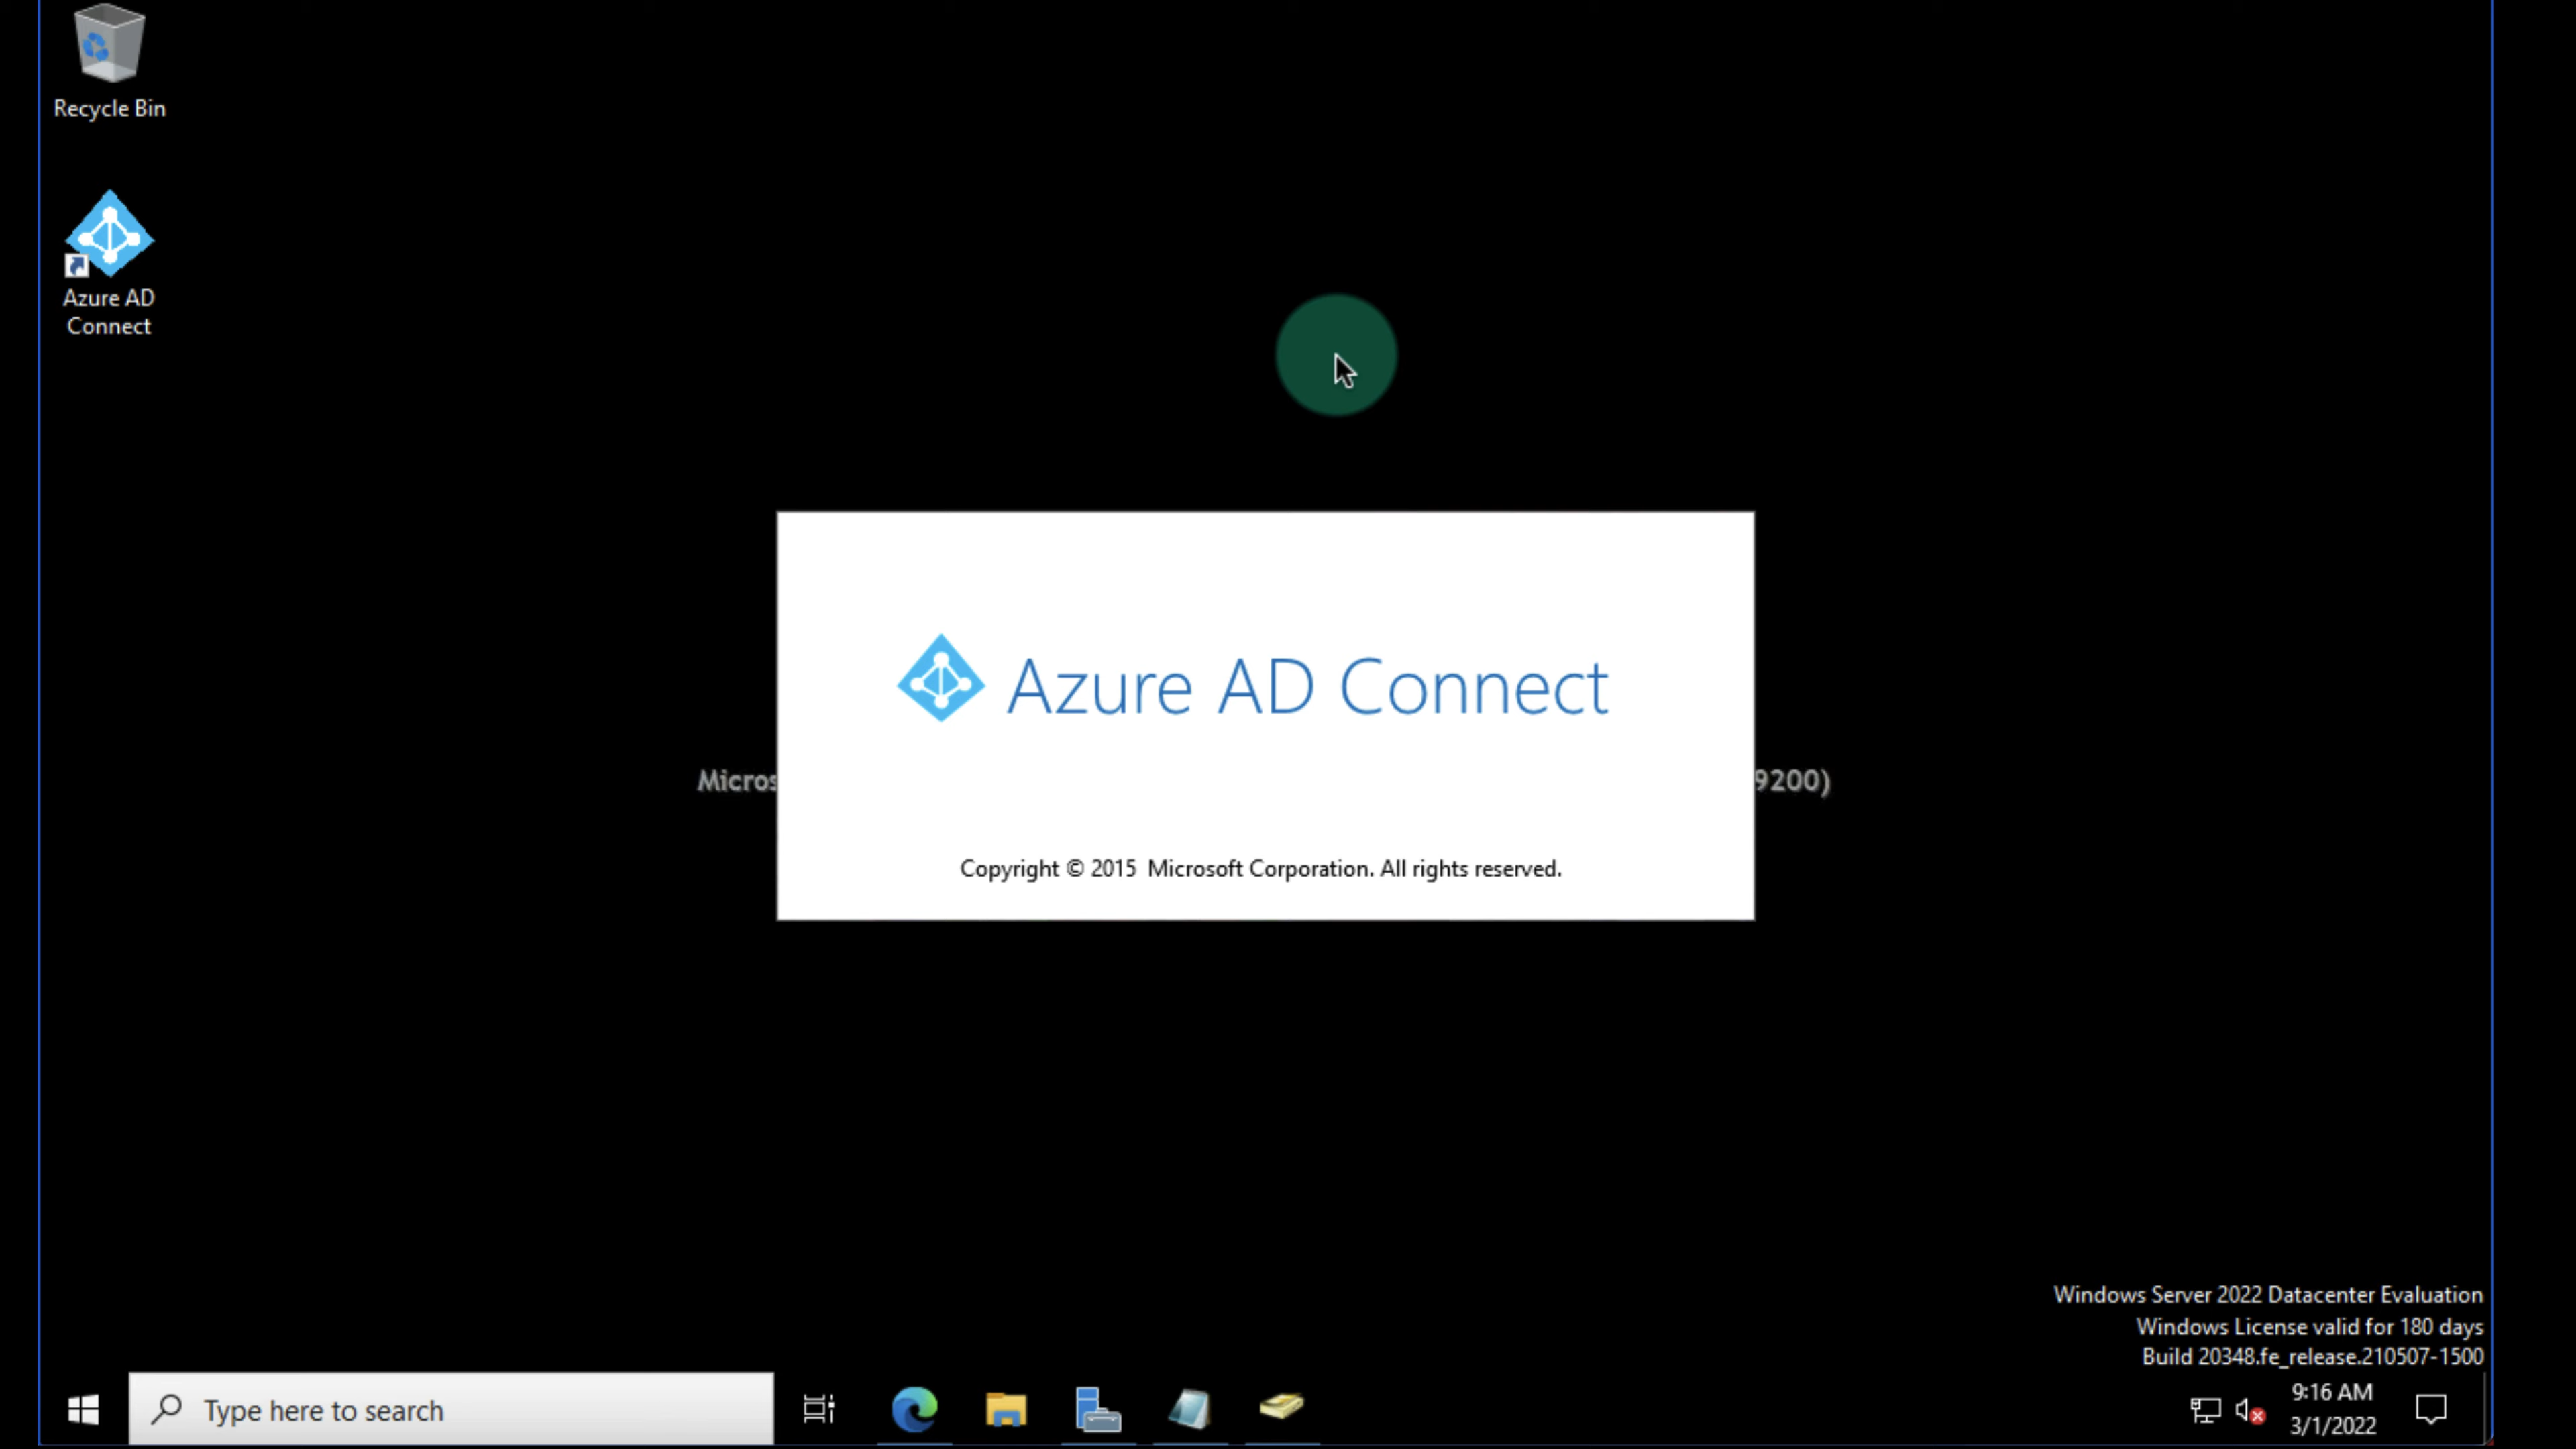 Recycle Bin
Azure AD
Connect
Azure AD Connect
9200)
Copyright © 2015 Microsoft Corporation. All rights reserved.
Windows Server 2022 Datacenter Evaluation
Windows License valid for 180 days
Build 20348.fe_release.210507-1500
Type here to search
9:16 AM
3/1/2022